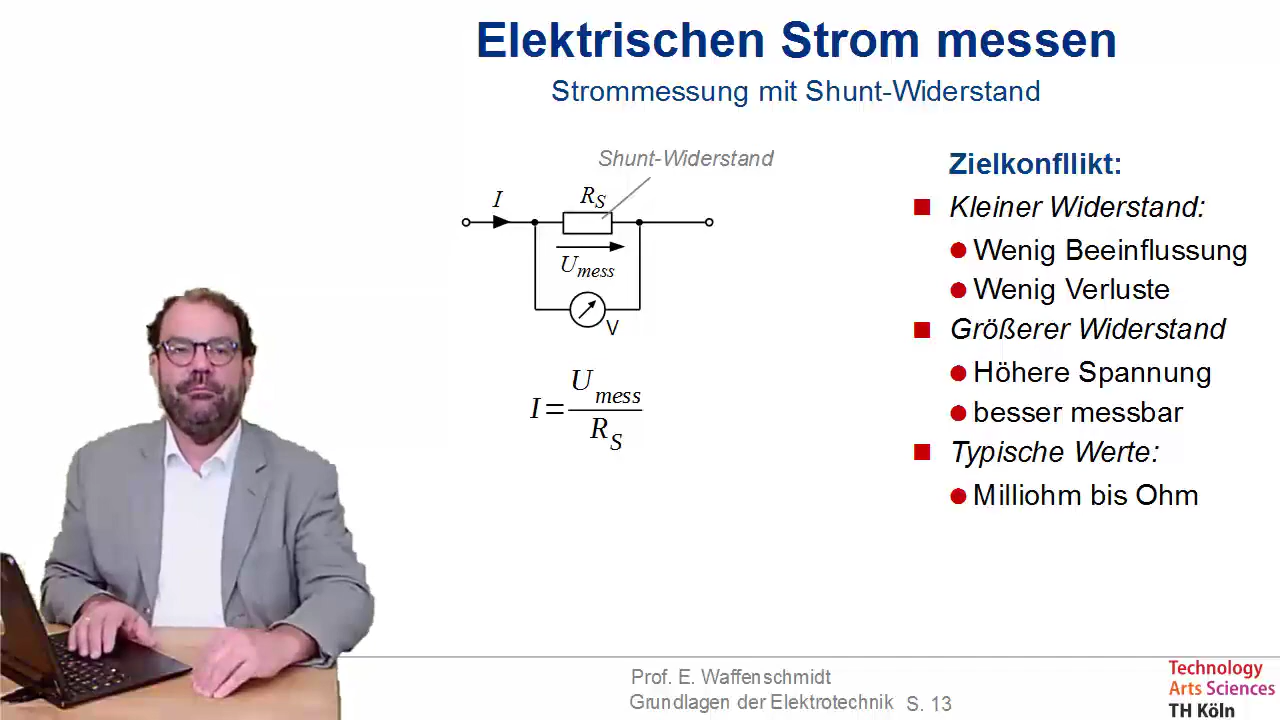 Elektrischen Strom messen
Strommessung mit Shunt-Widerstand
Shunt-Widerstand
I
R_S
U_mess
V
I = U_mess / R_S
Zielkonfllikt:
Kleiner Widerstand:
Wenig Beeinflussung
Wenig Verluste
Größerer Widerstand
Höhere Spannung
besser messbar
Typische Werte:
Milliohm bis Ohm
Prof. E. Waffenschmidt
Grundlagen der Elektrotechnik S. 13
Technology
Arts Sciences
TH Köln